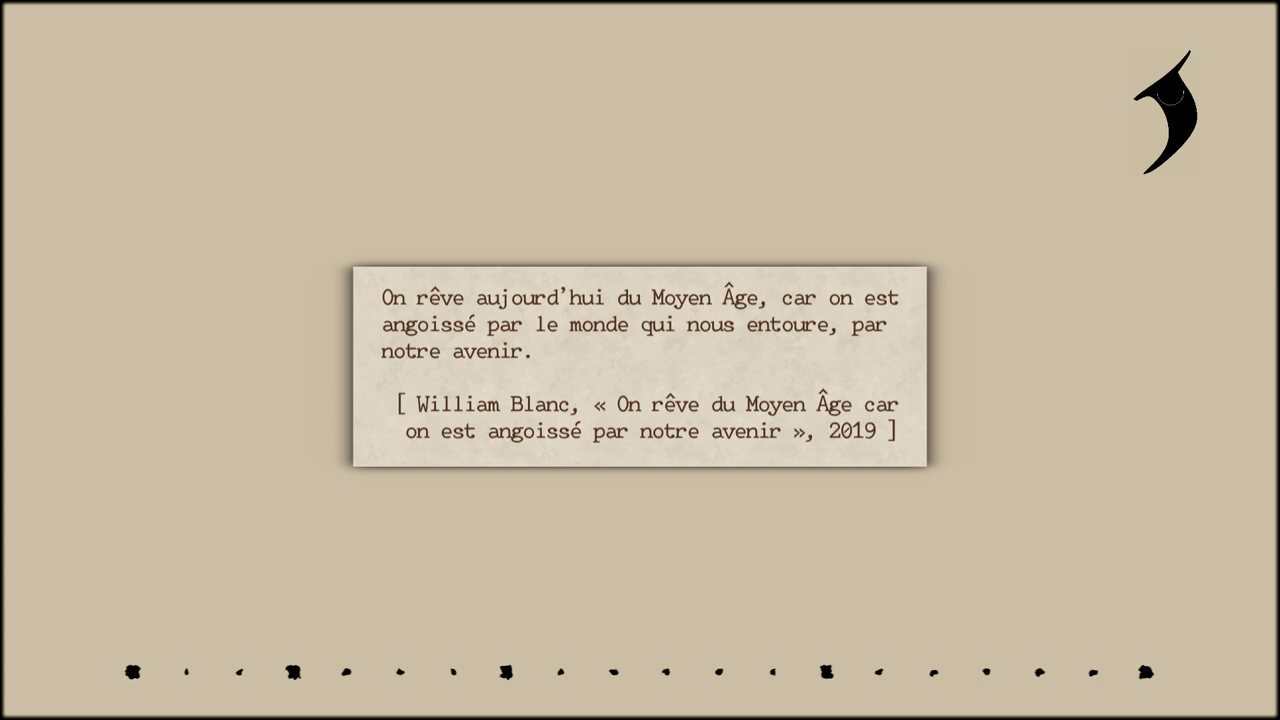 On rêve aujourd’hui du Moyen Âge, car on est
angoissé par le monde qui nous entoure, par
notre avenir.
[ William Blanc, « On rêve du Moyen Âge car
on est angoissé par notre avenir », 2019 ]